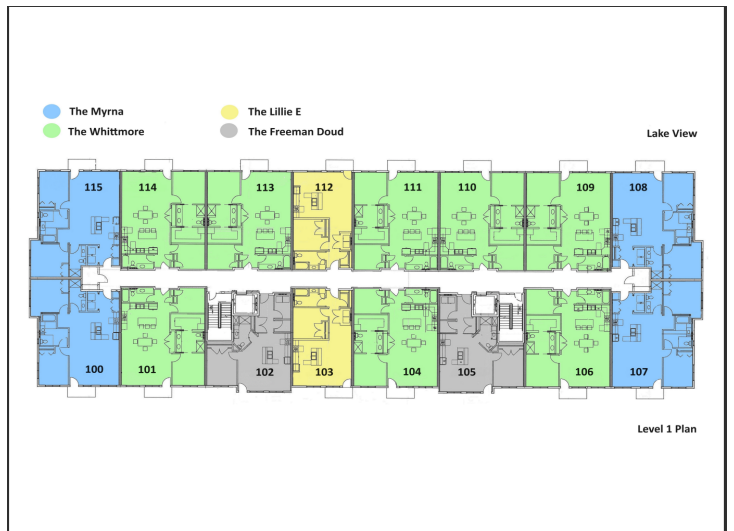 The Myrna
The Lillie E
The Whittmore
The Freeman Doud
Lake View
115 114 113 112 111 110 109 108
100 101 102 103 104 105 106 107
Level 1 Plan